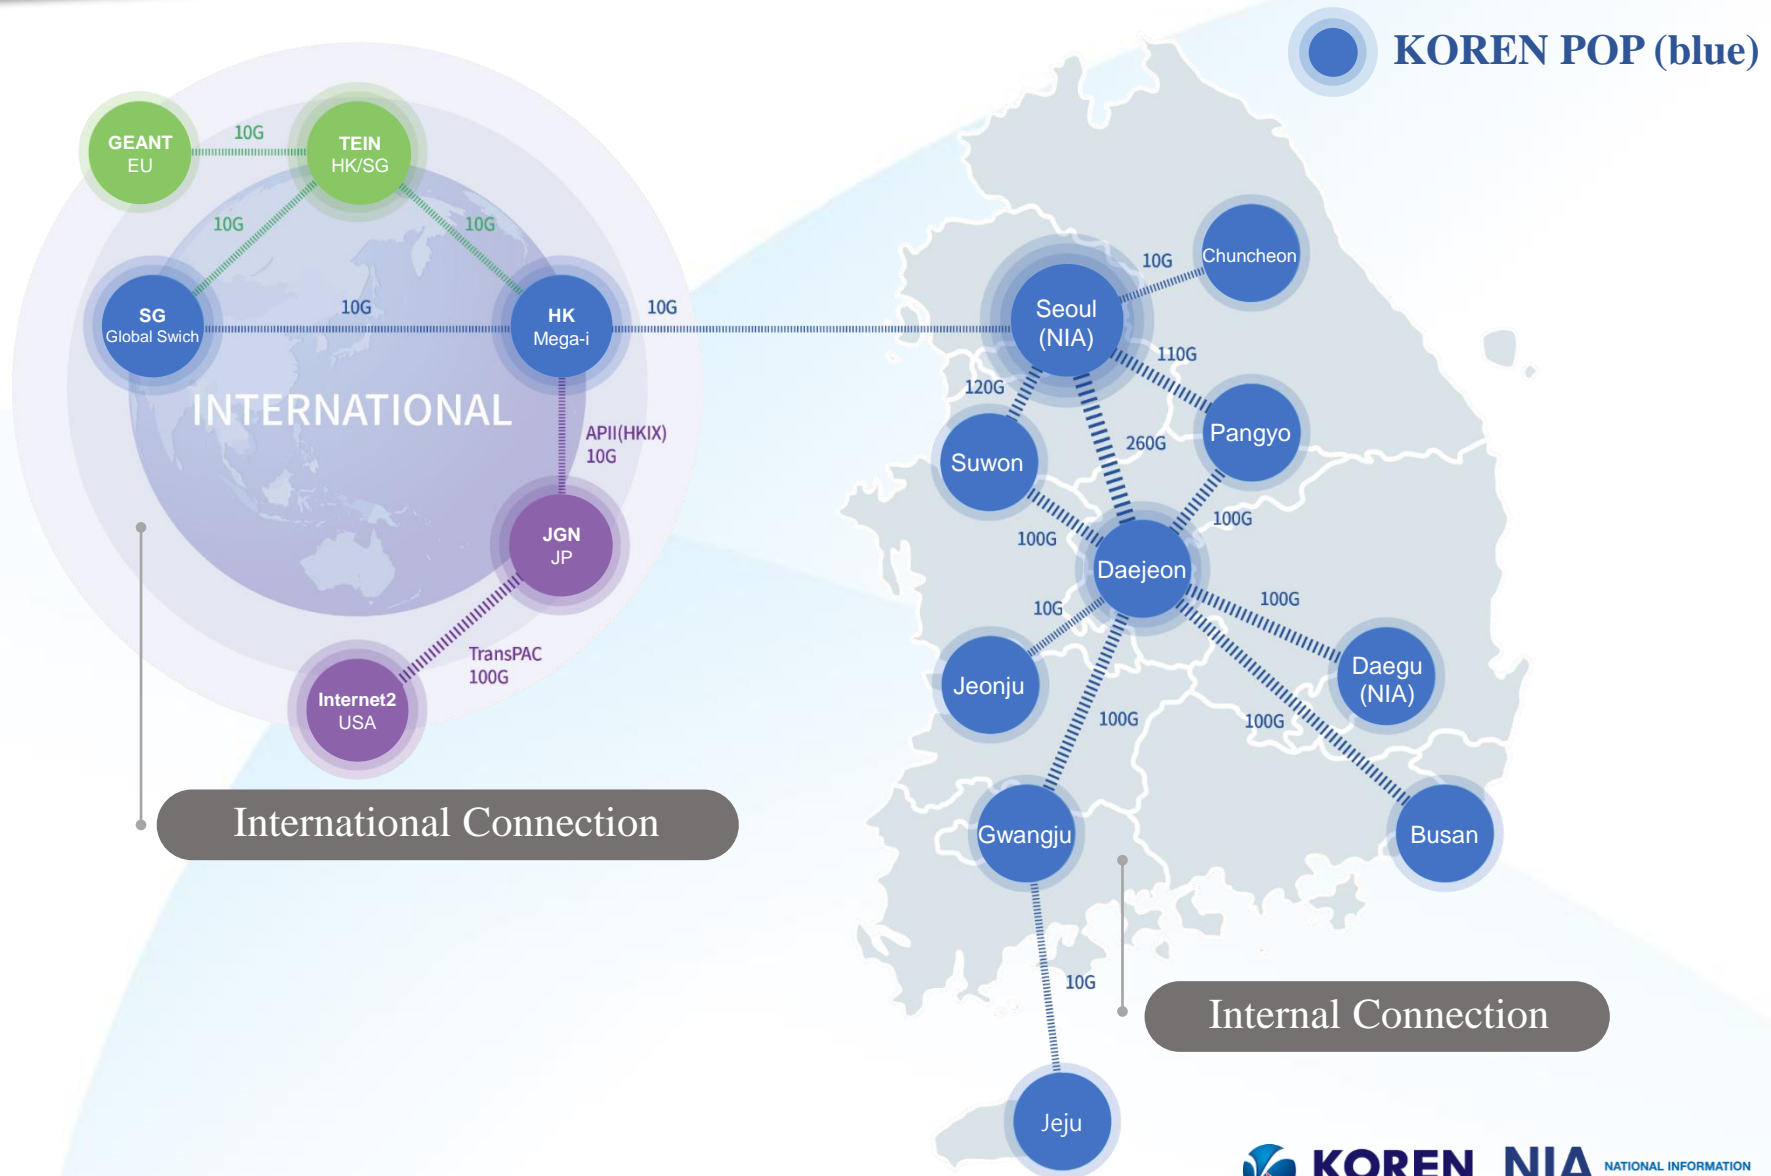 KOREN POP (blue)
GEANT
EU
10G
TEIN
HK/SG
10G
10G
SG
Global Swich
10G
HK
Mega-i
10G
INTERNATIONAL
APII(HKIX)
10G
JGN
JP
TransPAC
100G
Internet2
USA
International Connection
Chuncheon
10G
Seoul
(NIA)
110G
120G
260G
Pangyo
Suwon
100G
100G
Daejeon
10G
100G
Jeonju
Daegu
(NIA)
100G
100G
Gwangju
Busan
10G
Internal Connection
Jeju
KOREN NIA NATIONAL INFORMATION